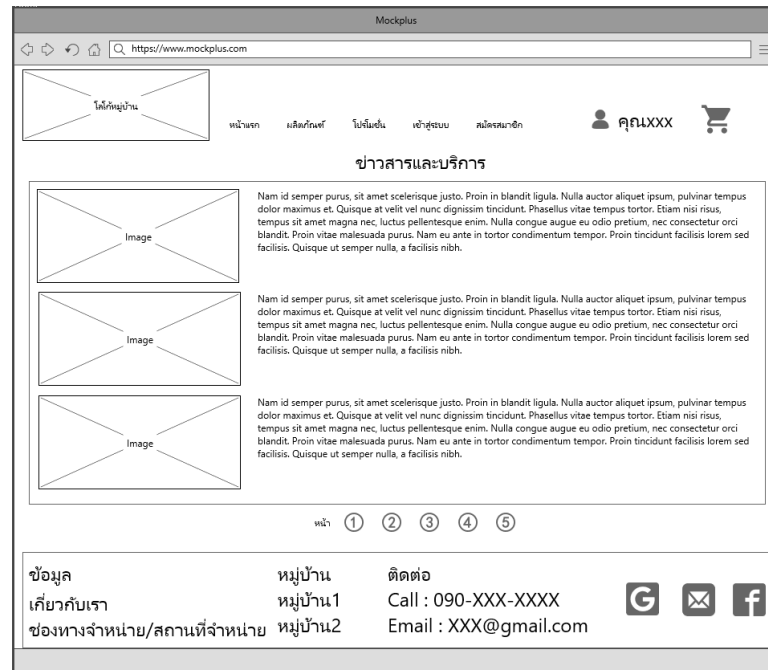 Mockplus
https://www.mockplus.com
โลโก้หมู่บ้าน
หน้าแรก ผลิตภัณฑ์ โปรโมชั่น เข้าสู่ระบบ สมัครสมาชิก คุณxxx
ข่าวสารและบริการ
Image
Nam id semper purus, sit amet scelerisque justo. Proin in blandit ligula. Nulla auctor aliquet ipsum, pulvinar tempus
dolor maximus et. Quisque at velit vel nunc dignissim tincidunt. Phasellus vitae tempus tortor. Etiam nisi risus,
tempus sit amet magna nec, luctus pellentesque enim. Nulla congue augue eu odio pretium, nec consectetur orci
blandit. Proin vitae malesuada purus. Nam eu ante in tortor condimentum tempor. Proin tincidunt facilisis lorem sed
facilisis. Quisque ut semper nulla, a facilisis nibh.
Image
Nam id semper purus, sit amet scelerisque justo. Proin in blandit ligula. Nulla auctor aliquet ipsum, pulvinar tempus
dolor maximus et. Quisque at velit vel nunc dignissim tincidunt. Phasellus vitae tempus tortor. Etiam nisi risus,
tempus sit amet magna nec, luctus pellentesque enim. Nulla congue augue eu odio pretium, nec consectetur orci
blandit. Proin vitae malesuada purus. Nam eu ante in tortor condimentum tempor. Proin tincidunt facilisis lorem sed
facilisis. Quisque ut semper nulla, a facilisis nibh.
Image
Nam id semper purus, sit amet scelerisque justo. Proin in blandit ligula. Nulla auctor aliquet ipsum, pulvinar tempus
dolor maximus et. Quisque at velit vel nunc dignissim tincidunt. Phasellus vitae tempus tortor. Etiam nisi risus,
tempus sit amet magna nec, luctus pellentesque enim. Nulla congue augue eu odio pretium, nec consectetur orci
blandit. Proin vitae malesuada purus. Nam eu ante in tortor condimentum tempor. Proin tincidunt facilisis lorem sed
facilisis. Quisque ut semper nulla, a facilisis nibh.
หน้า 1 2 3 4 5
ข้อมูล หมู่บ้าน ติดต่อ
เกี่ยวกับเรา หมู่บ้าน1 Call : 090-XXX-XXXX
ช่องทางจำหน่าย/สถานที่จำหน่าย หมู่บ้าน2 Email : XXX@gmail.com
G f